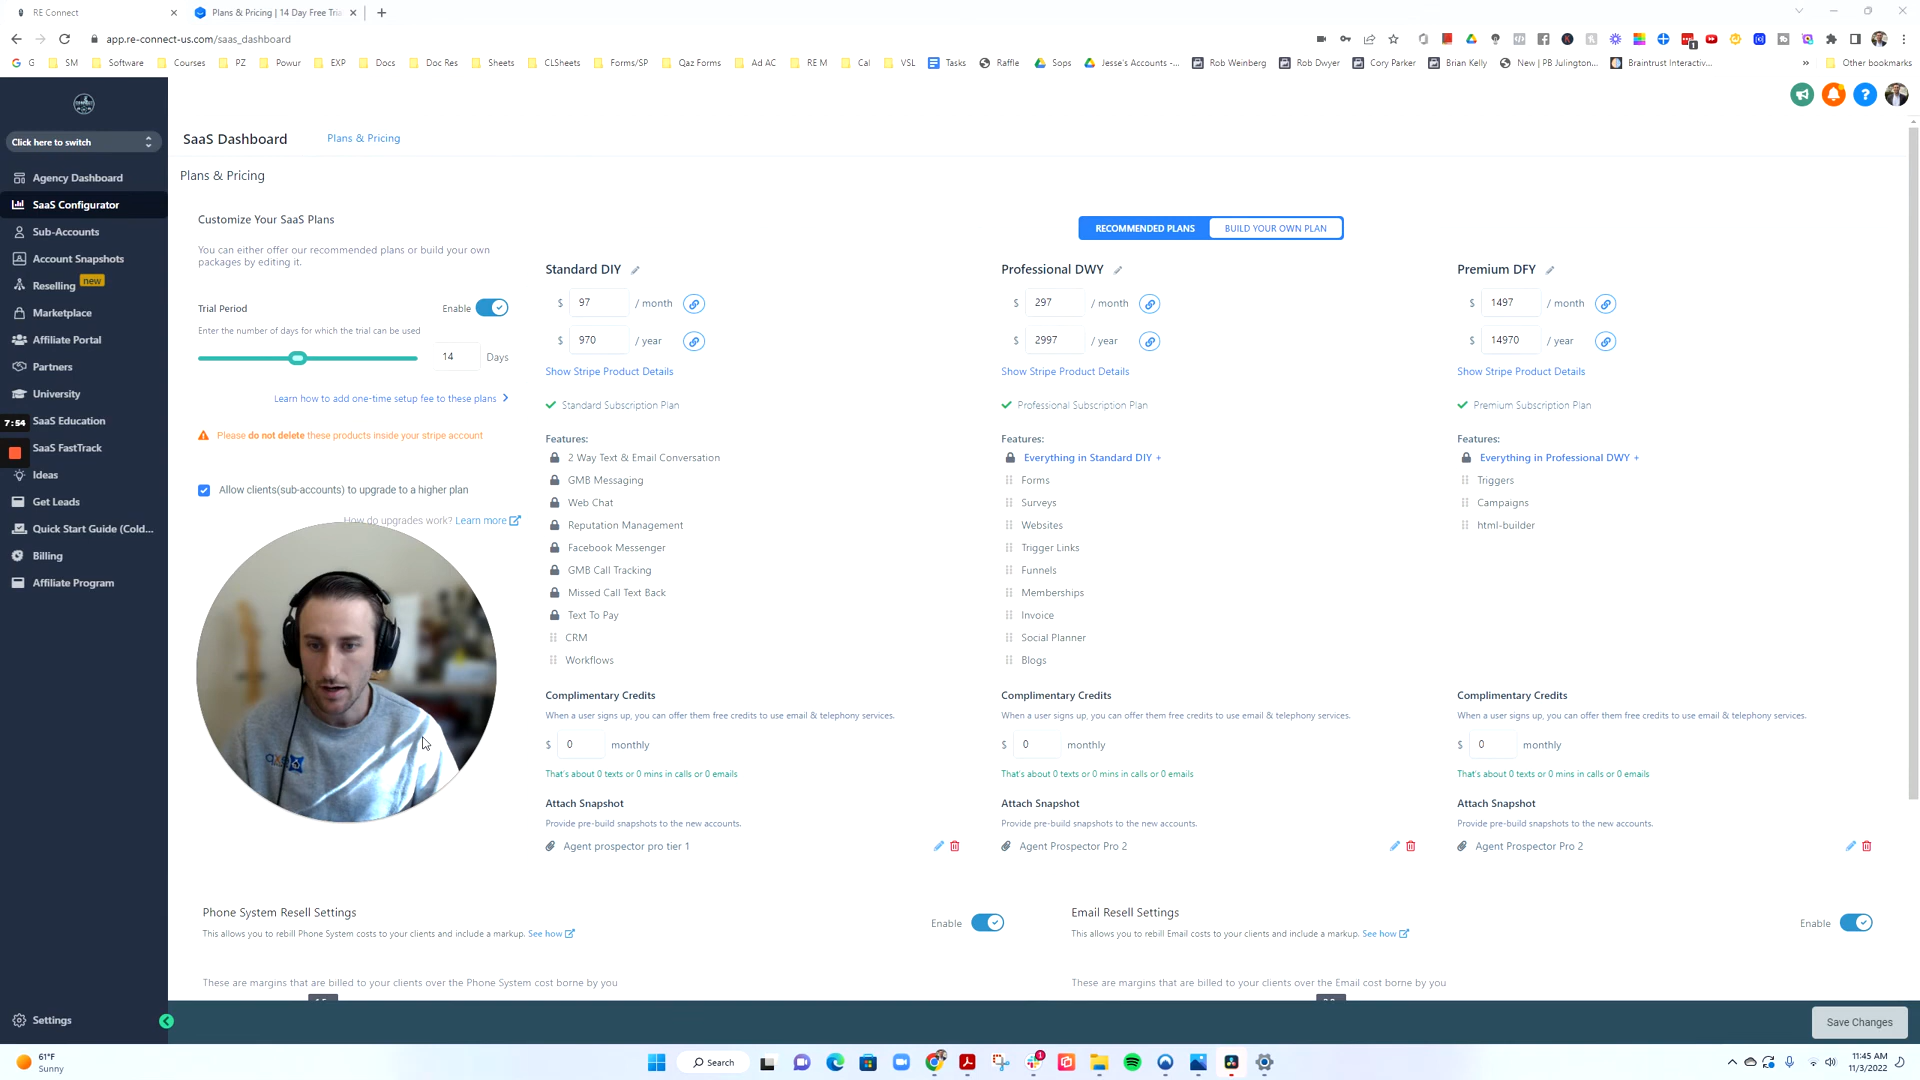 RE Connect
Plans & Pricing | 14 Day Free Tria
app.re-connect-us.com/saas_dashboard
G SM Software Courses PZ Powur EXP Docs Doc Res Sheets CLSheets Forms/SP Qaz Forms Ad AC RE M Cal VSL Tasks Raffle Sops Jesse's Accounts -... Rob Weinberg Rob Dwyer Cory Parker Brian Kelly New | PB Julington... Braintrust Interactiv... » Other bookmarks
Click here to switch
Agency Dashboard
SaaS Configurator
Sub-Accounts
Account Snapshots
Reselling new
Marketplace
Affiliate Portal
Partners
University
7:54
SaaS Education
SaaS FastTrack
Ideas
Get Leads
Quick Start Guide (Cold...
Billing
Affiliate Program
Settings
SaaS Dashboard Plans & Pricing
Plans & Pricing
Customize Your SaaS Plans
You can either offer our recommended plans or build your own
packages by editing it.
Trial Period Enable
Enter the number of days for which the trial can be used
14 Days
Learn how to add one-time setup fee to these plans
Please do not delete these products inside your stripe account
Allow clients(sub-accounts) to upgrade to a higher plan
How do upgrades work? Learn more
RECOMMENDED PLANS BUILD YOUR OWN PLAN
Standard DIY
$ 97 / month
$ 970 / year
Show Stripe Product Details
Standard Subscription Plan
Features:
2 Way Text & Email Conversation
GMB Messaging
Web Chat
Reputation Management
Facebook Messenger
GMB Call Tracking
Missed Call Text Back
Text To Pay
CRM
Workflows
Complimentary Credits
When a user signs up, you can offer them free credits to use email & telephony services.
$ 0 monthly
That's about 0 texts or 0 mins in calls or 0 emails
Attach Snapshot
Provide pre-build snapshots to the new accounts.
Agent prospector pro tier 1
Professional DWY
$ 297 / month
$ 2997 / year
Show Stripe Product Details
Professional Subscription Plan
Features:
Everything in Standard DIY +
Forms
Surveys
Websites
Trigger Links
Funnels
Memberships
Invoice
Social Planner
Blogs
Complimentary Credits
When a user signs up, you can offer them free credits to use email & telephony services.
$ 0 monthly
That's about 0 texts or 0 mins in calls or 0 emails
Attach Snapshot
Provide pre-build snapshots to the new accounts.
Agent Prospector Pro 2
Premium DFY
$ 1497 / month
$ 14970 / year
Show Stripe Product Details
Premium Subscription Plan
Features:
Everything in Professional DWY +
Triggers
Campaigns
html-builder
Complimentary Credits
When a user signs up, you can offer them free credits to use email & telephony services.
$ 0 monthly
That's about 0 texts or 0 mins in calls or 0 emails
Attach Snapshot
Provide pre-build snapshots to the new accounts.
Agent Prospector Pro 2
Phone System Resell Settings Enable
This allows you to rebill Phone System costs to your clients and include a markup. See how
These are margins that are billed to your clients over the Phone System cost borne by you
Email Resell Settings Enable
This allows you to rebill Email costs to your clients and include a markup. See how
These are margins that are billed to your clients over the Email cost borne by you
Save Changes
61°F
Sunny
Search
11:45 AM
11/3/2022